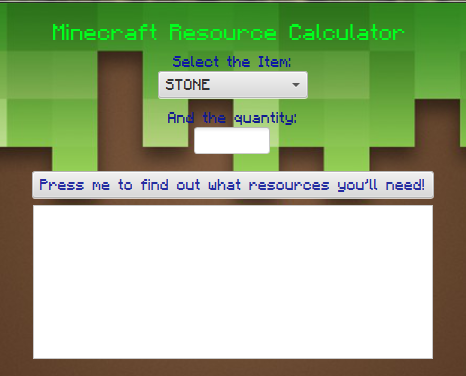 Minecraft Resource Calculator
Select the Item:
STONE
And the quantity:
Press me to find out what resources you'll need!